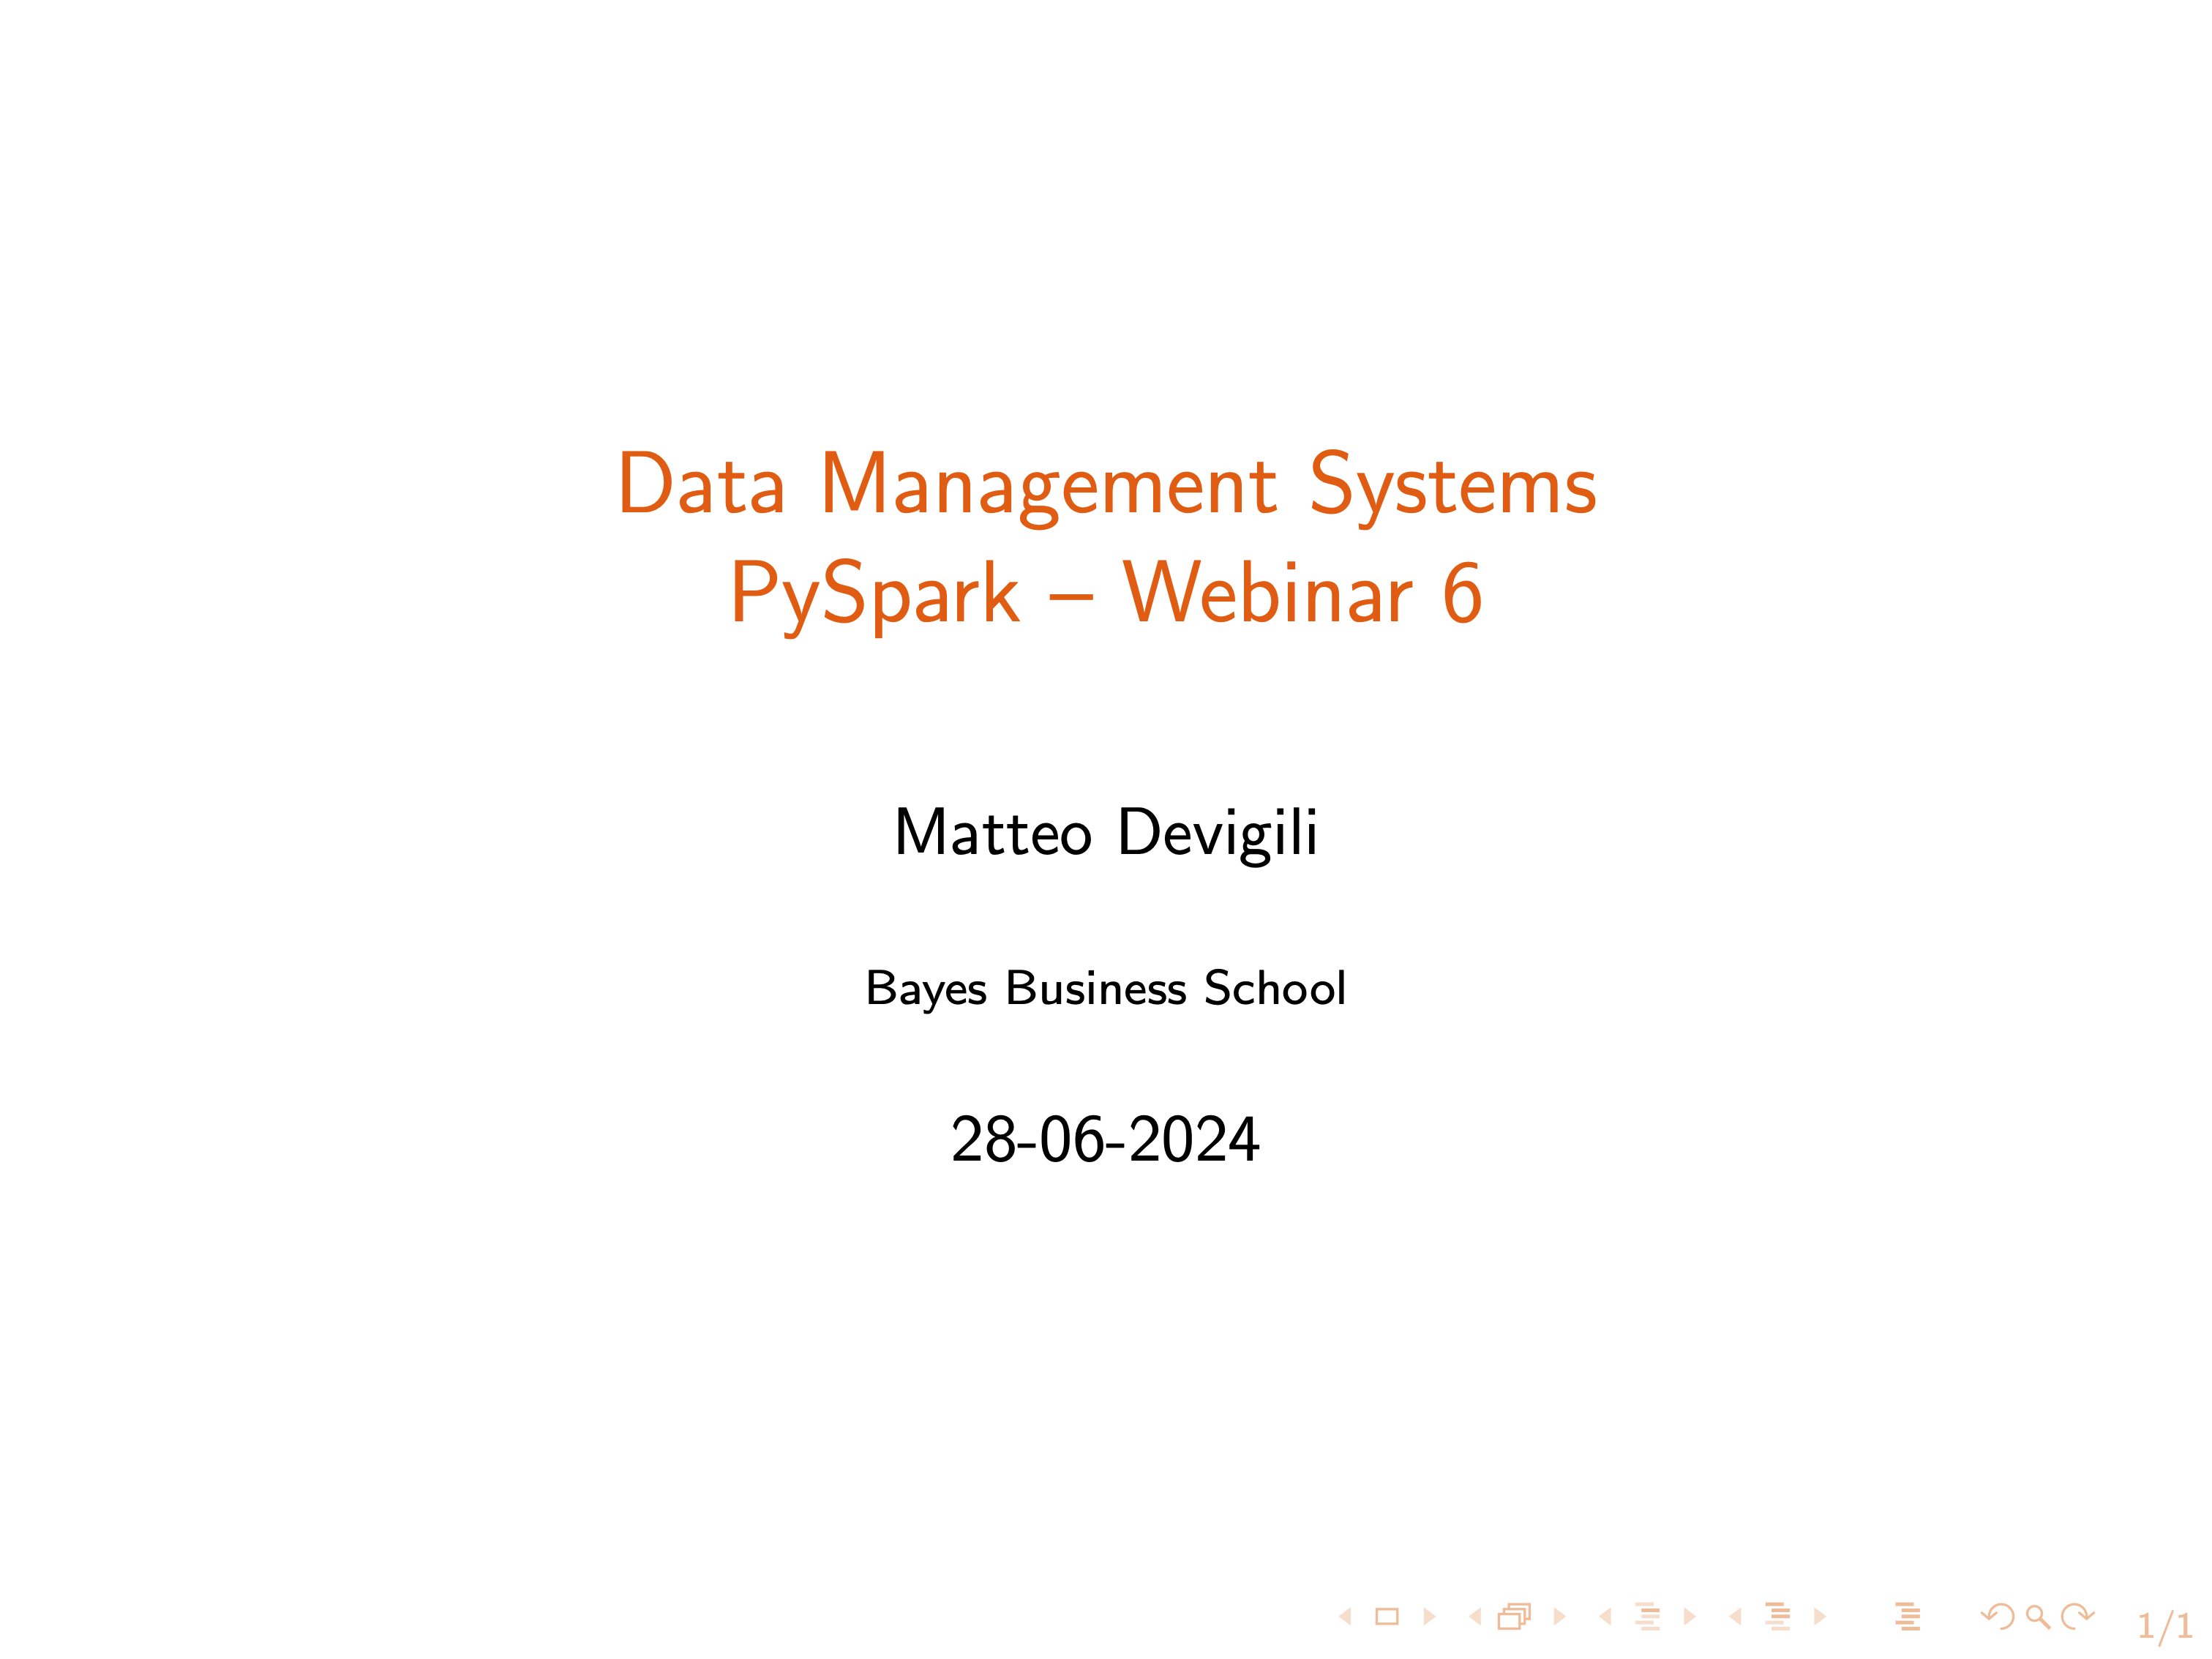 Data Management Systems
PySpark – Webinar 6
Matteo Devigili
Bayes Business School
28-06-2024
1/1